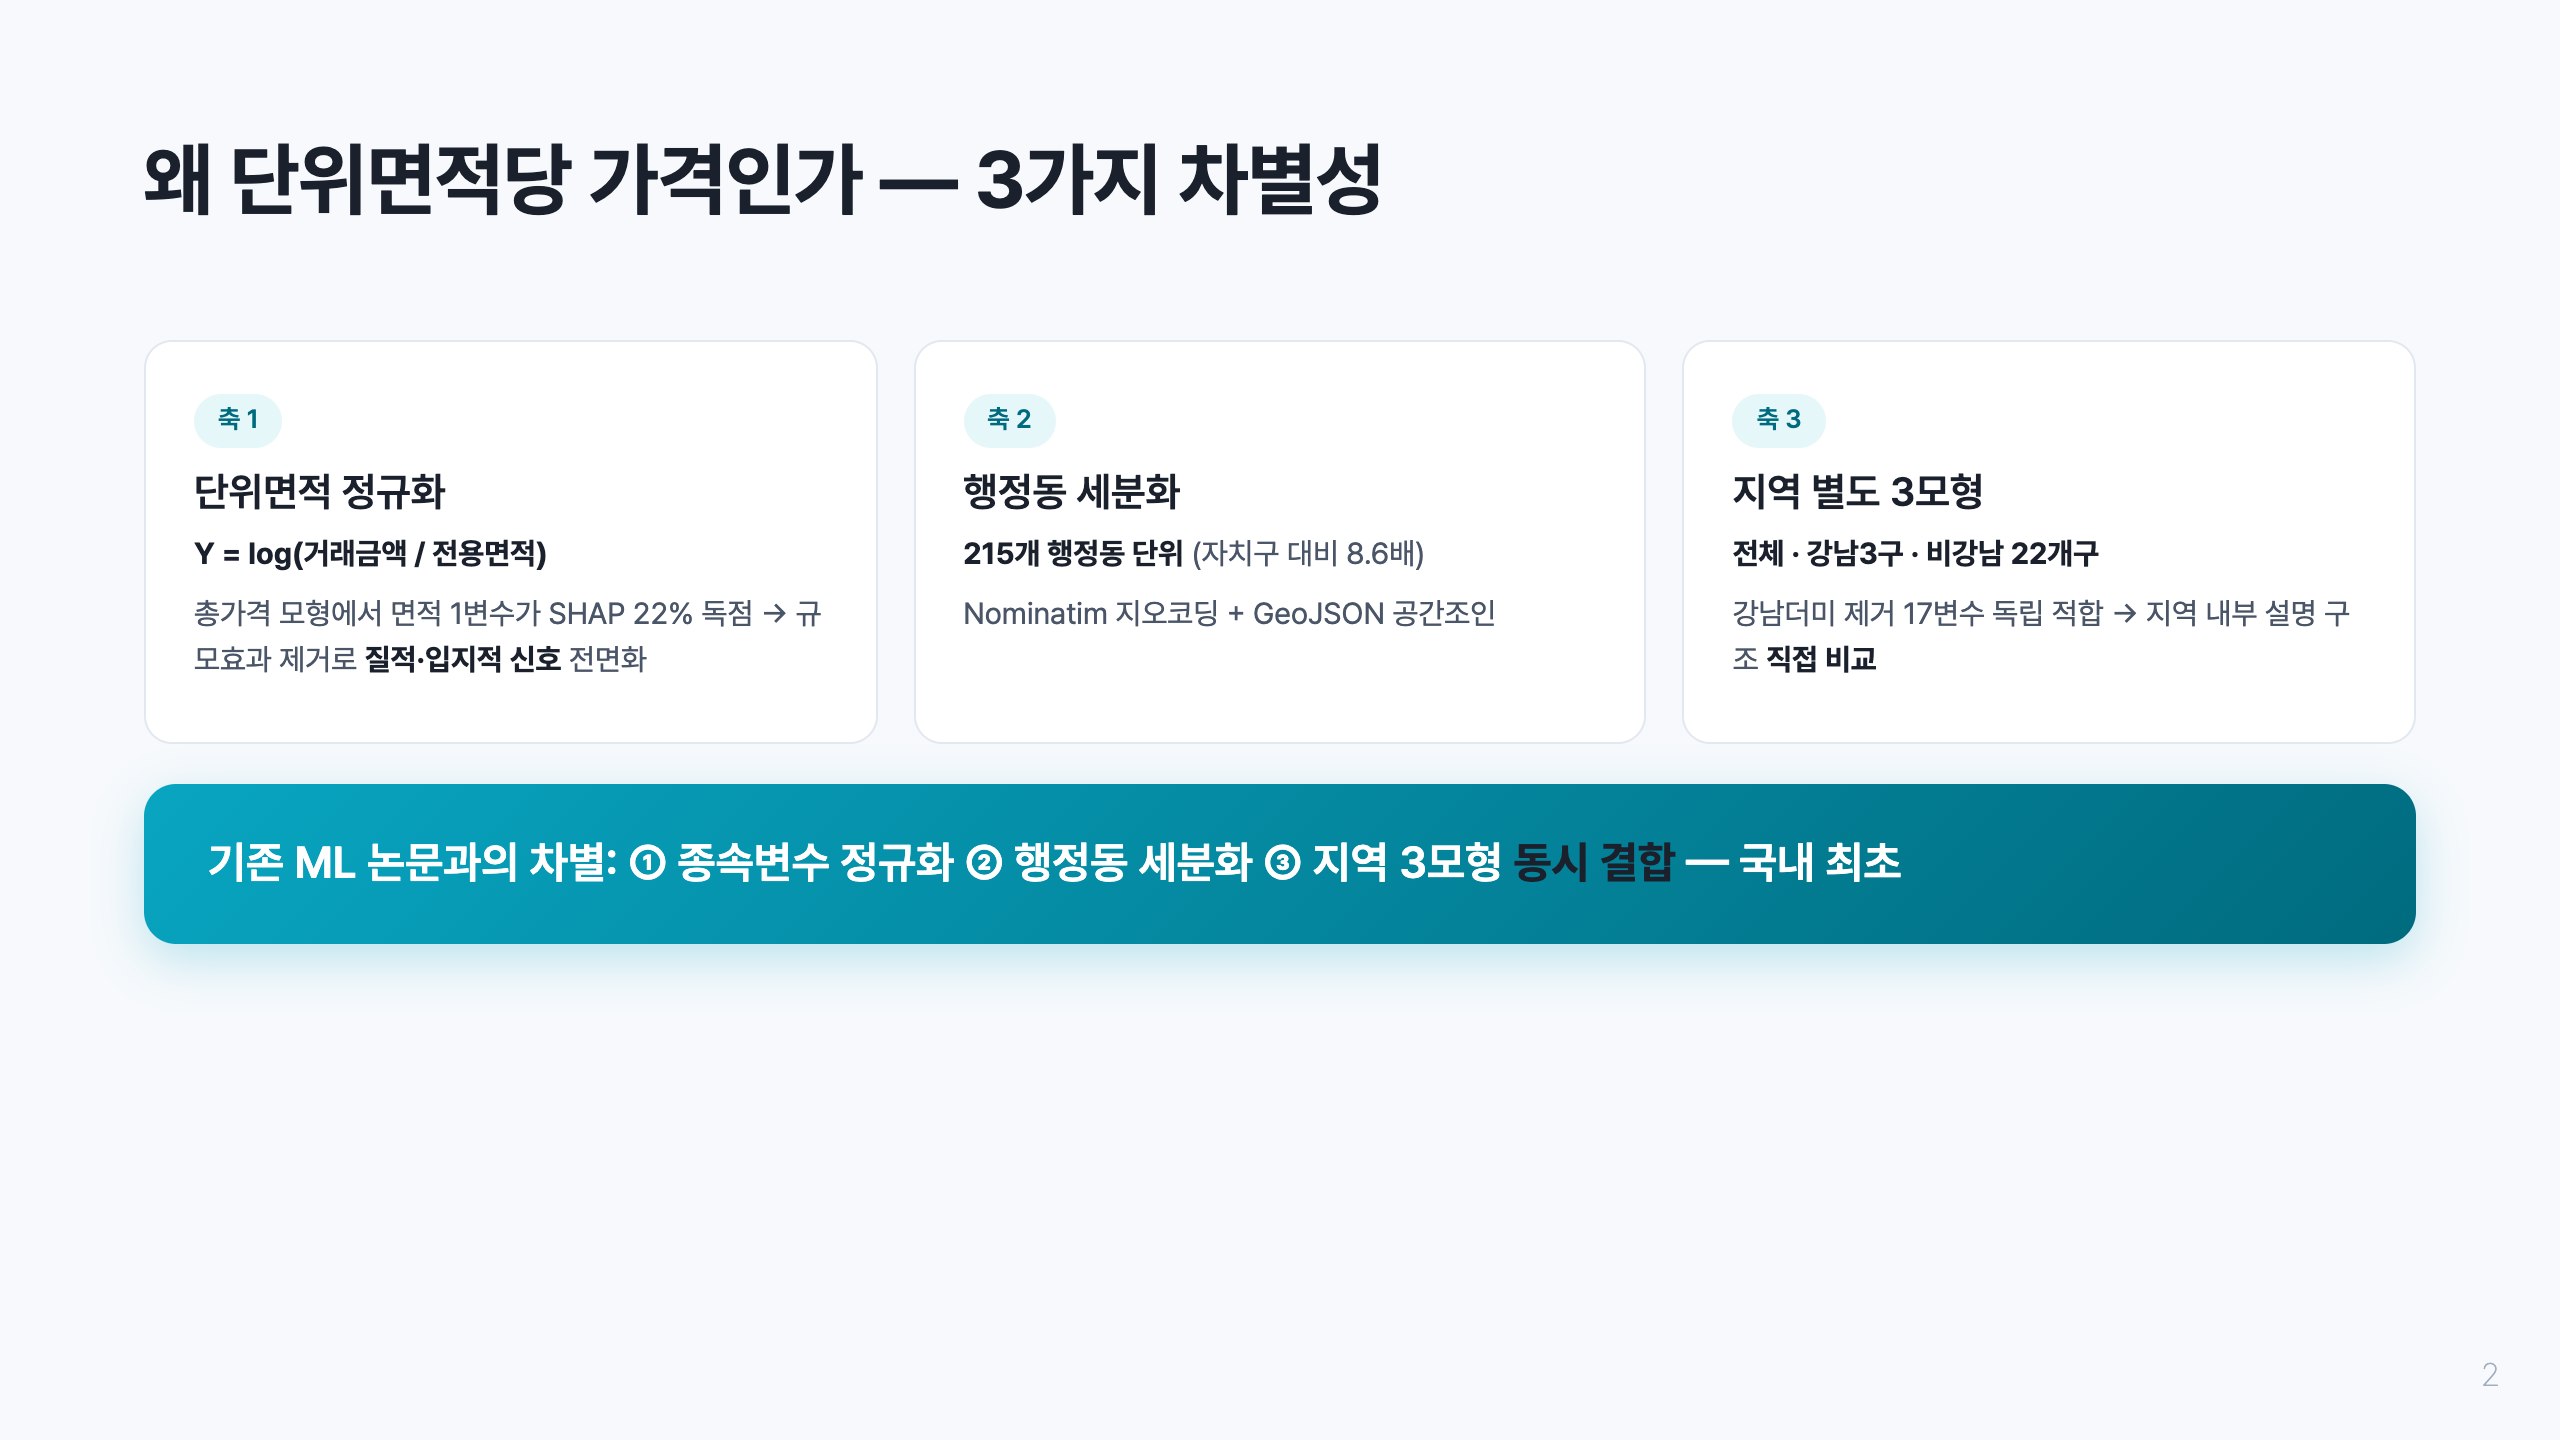 왜 단위면적당 가격인가 — 3가지 차별성
축 1
단위면적 정규화
Y = log(거래금액 / 전용면적)
총가격 모형에서 면적 1변수가 SHAP 22% 독점 → 규
모효과 제거로 질적·입지적 신호 전면화
축 2
행정동 세분화
215개 행정동 단위 (자치구 대비 8.6배)
Nominatim 지오코딩 + GeoJSON 공간조인
축 3
지역 별도 3모형
전체 · 강남3구 · 비강남 22개구
강남더미 제거 17변수 독립 적합 → 지역 내부 설명 구
조 직접 비교
기존 ML 논문과의 차별: ① 종속변수 정규화 ② 행정동 세분화 ③ 지역 3모형 동시 결합 — 국내 최초
2